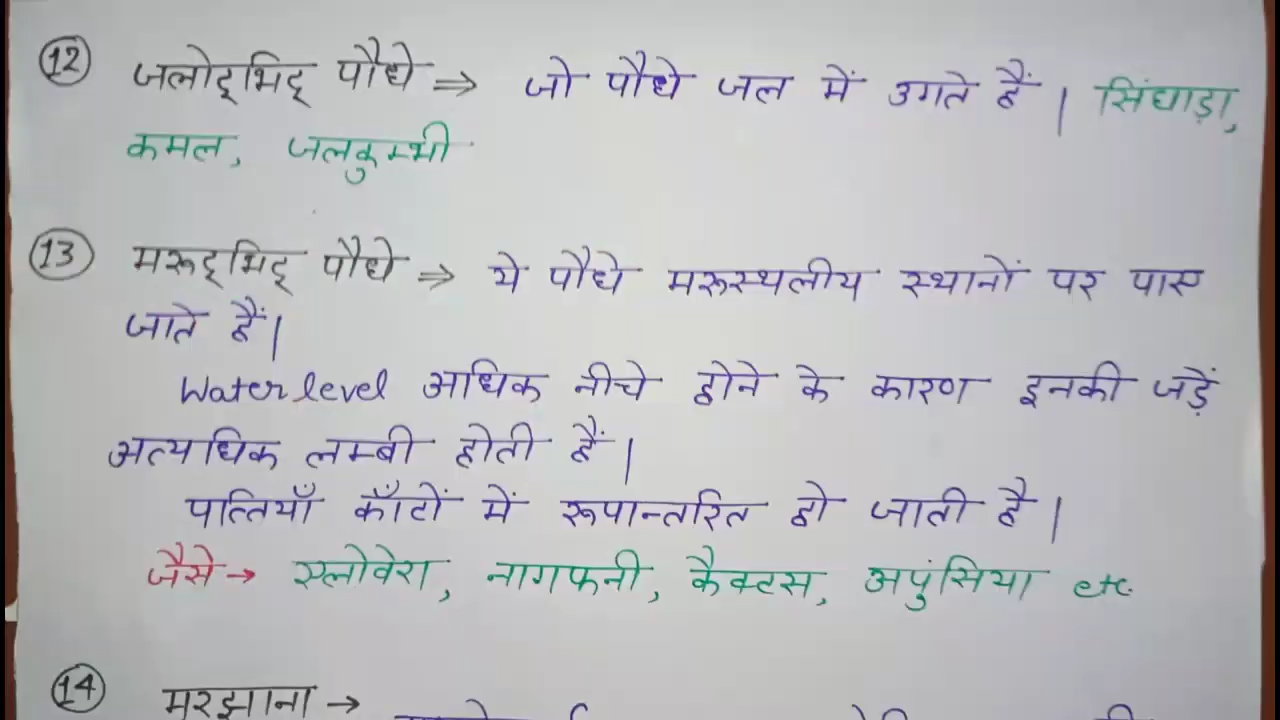 (12) जलोद्भिद् पौधे ⇒ जो पौधे जल में उगते हैं | सिंघाड़ा,
कमल, जलकुम्भी
(13) मरूद्भिद् पौधे ⇒ ये पौधे मरूस्थलीय स्थानों पर पाए
जाते हैं |
Water level अधिक नीचे होने के कारण इनकी जड़ें
अत्यधिक लम्बी होती हैं |
पत्तियाँ काँटों में रूपान्तरित हो जाती है |
जैसे → एलोवेरा, नागफनी, कैक्टस, अपुंसिया etc.
(14) मरझाना →